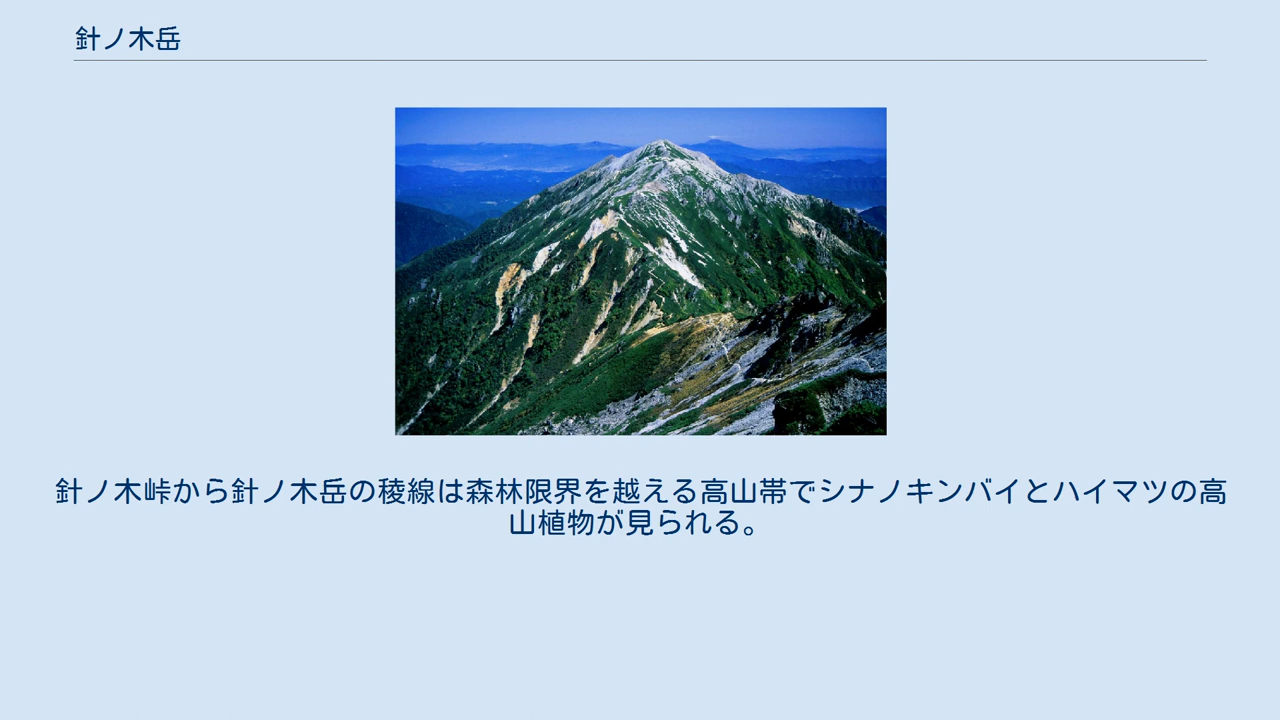 針ノ木岳
針ノ木峠から針ノ木岳の稜線は森林限界を越える高山帯でシナノキンバイとハイマツの高
山植物が見られる。